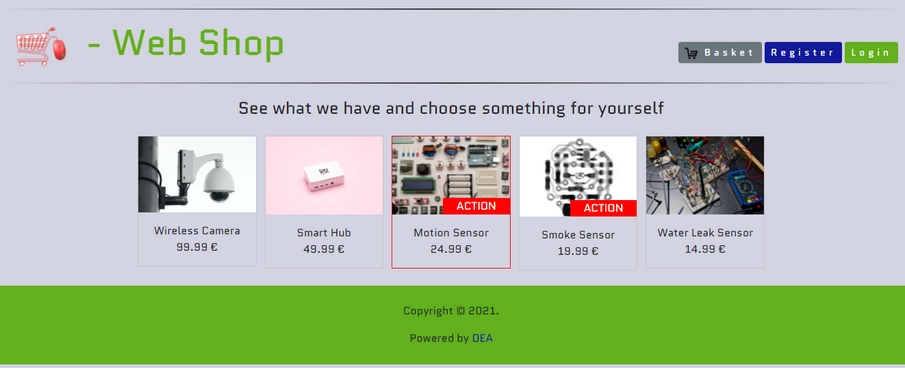 - Web Shop
Basket
Register
Login
See what we have and choose something for yourself
ACTION
ACTION
Wireless Camera
99.99 €
Smart Hub
49.99 €
Motion Sensor
24.99 €
Smoke Sensor
19.99 €
Water Leak Sensor
14.99 €
Copyright © 2021.
Powered by DEA